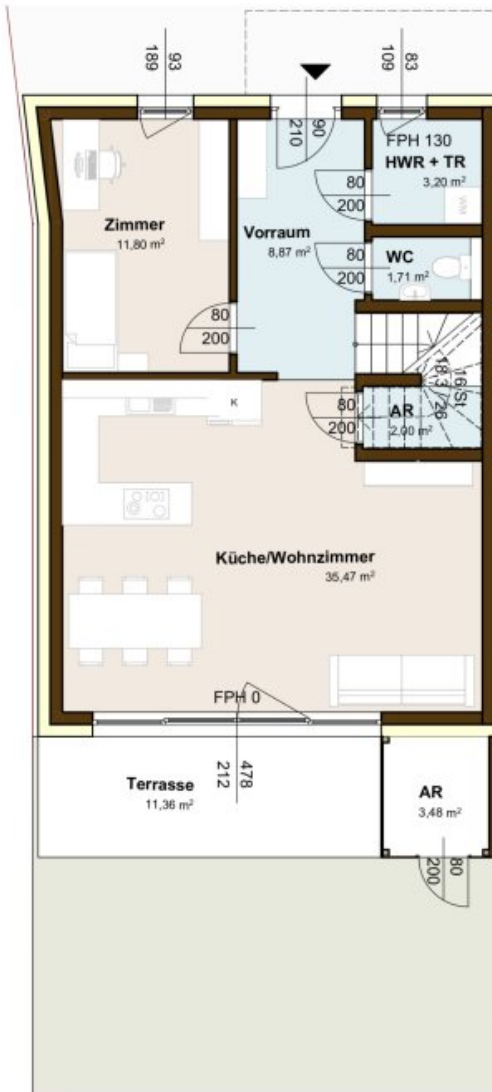 93
189
90
210
83
109
FPH 130
HWR + TR
3,20 m²
WM
80
200
Zimmer
11,80 m²
Vorraum
8,87 m²
80
200
WC
1,71 m²
80
200
16 St
18,3 / 26
K
80
200
AR
2,00 m²
Küche/Wohnzimmer
35,47 m²
FPH 0
478
212
Terrasse
11,36 m²
AR
3,48 m²
80
200